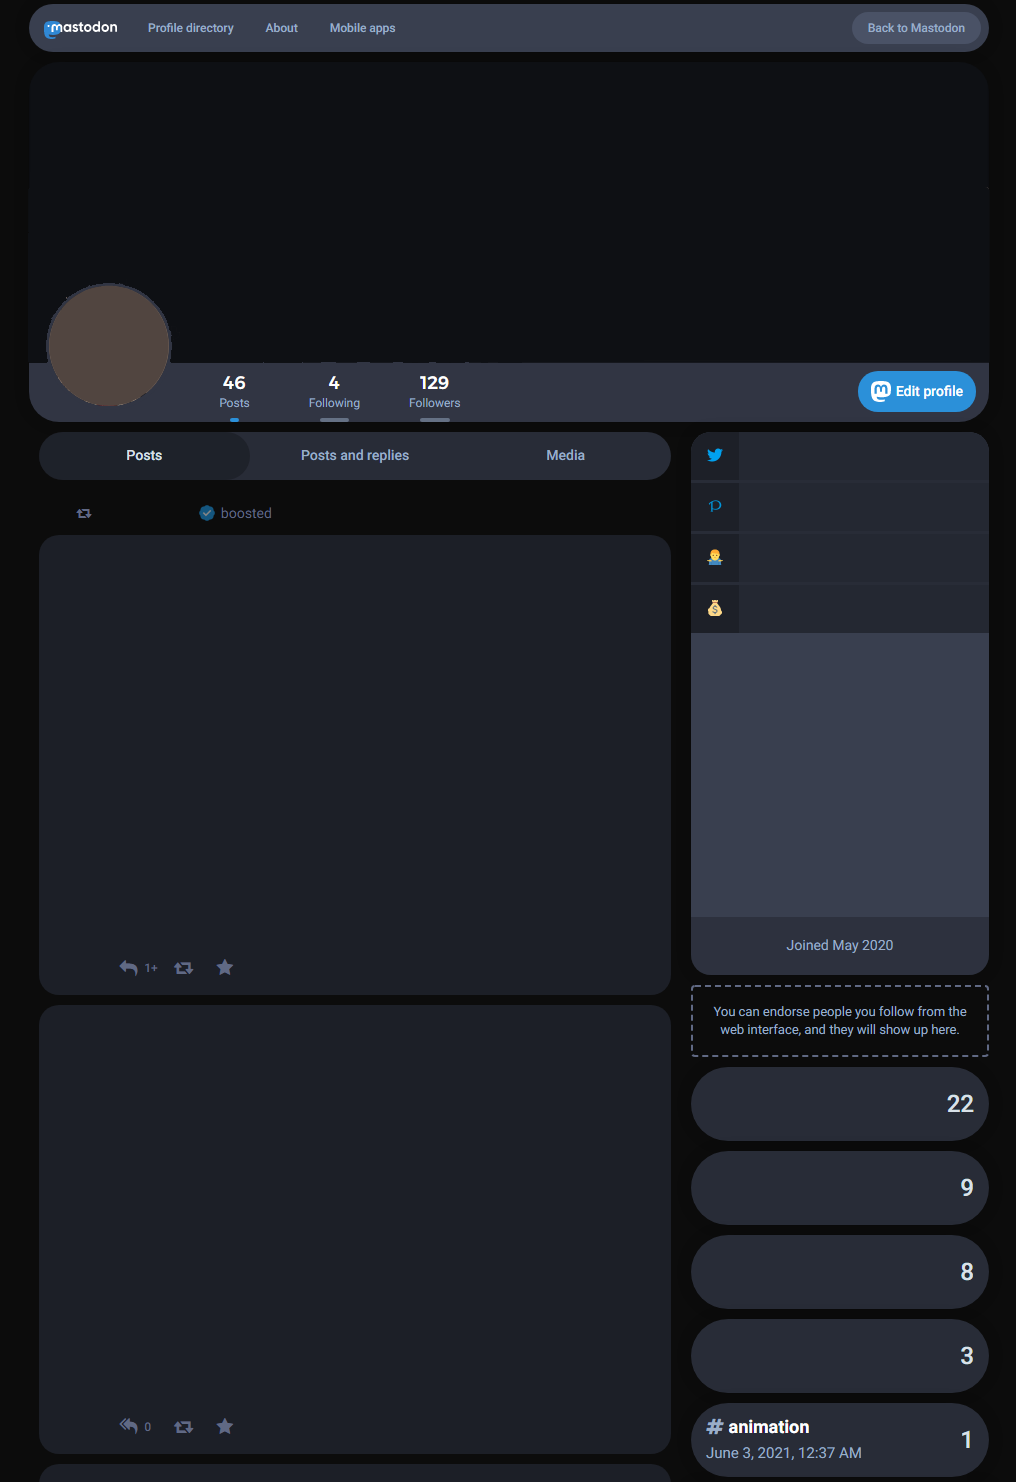 mastodon
Profile directory
About
Mobile apps
Back to Mastodon
46
Posts
4
Following
129
Followers
Edit profile
Posts
Posts and replies
Media
boosted
1+
0
Joined May 2020
You can endorse people you follow from the
web interface, and they will show up here.
22
9
8
3
# animation
June 3, 2021, 12:37 AM
1